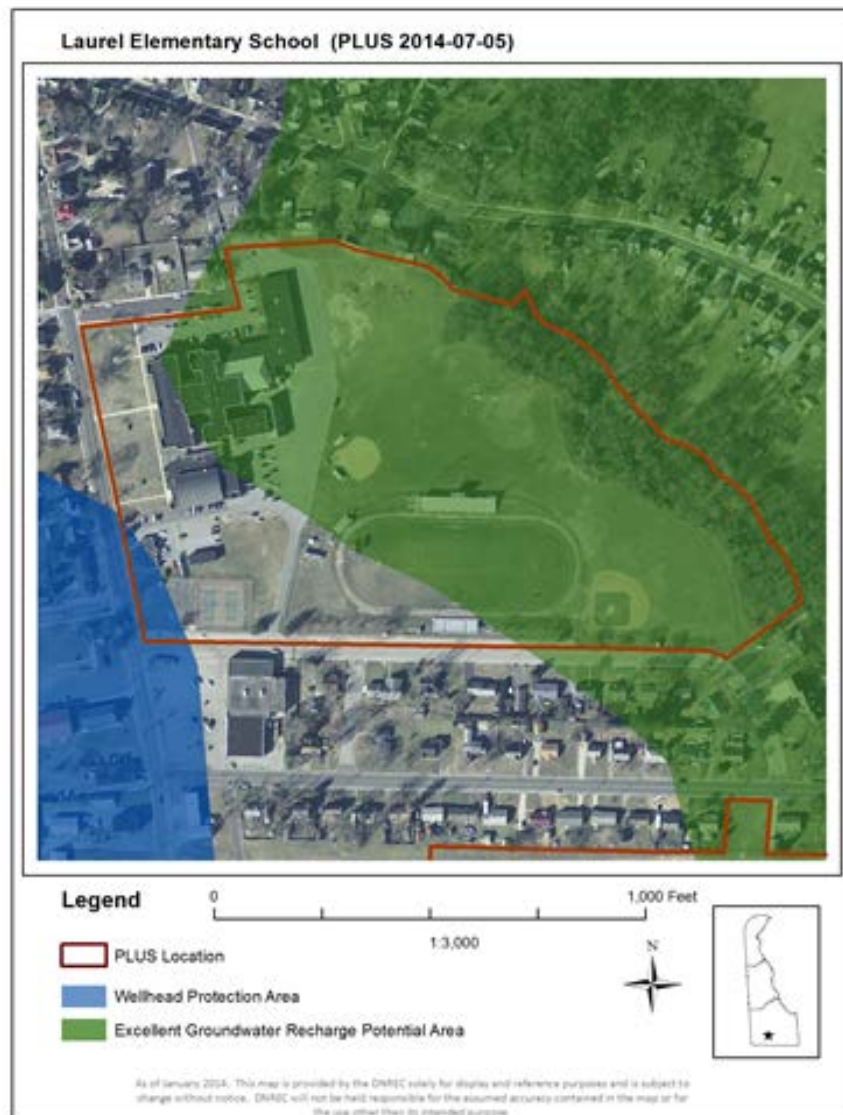 Laurel Elementary School (PLUS 2014-07-05)
Legend
0
1,000 Feet
1:3,000
N
PLUS Location
Wellhead Protection Area
Excellent Groundwater Recharge Potential Area
As of January 2014. This map is provided by the DNREC solely for display and reference purposes and is subject to
change without notice. DNREC will not be held responsible for the assumed accuracy contained in the map or for
the use other than its intended purpose.